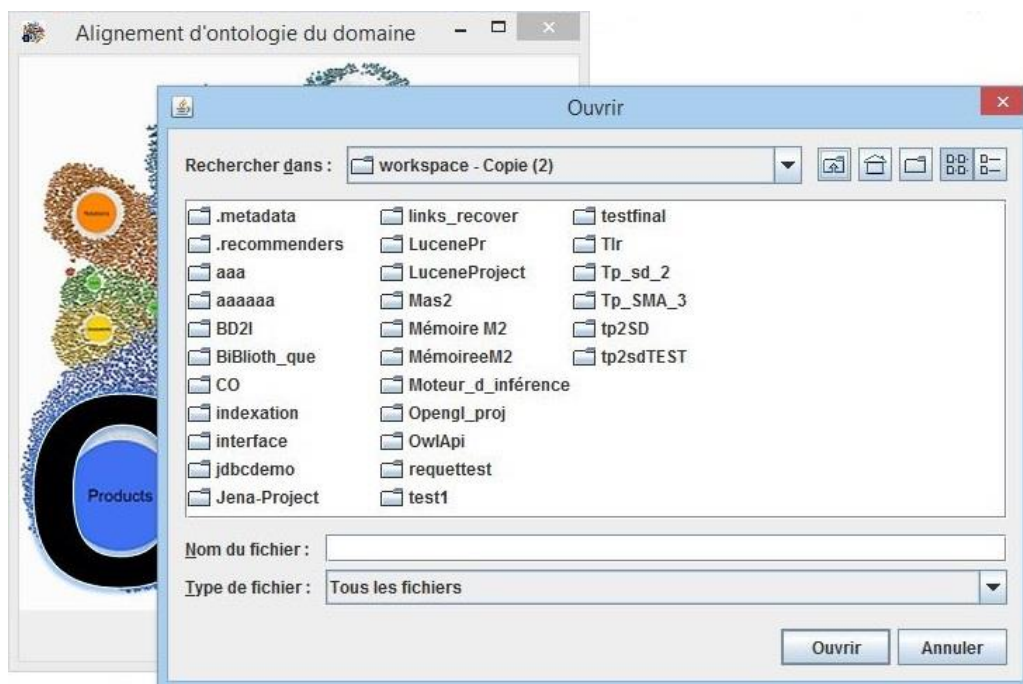 Alignement d'ontologie du domaine
Ouvrir
Rechercher dans :
workspace - Copie (2)
.metadata
.recommenders
aaa
aaaaaa
BD2I
BiBlioth_que
CO
indexation
interface
jdbcdemo
Jena-Project
links_recover
LucenePr
LuceneProject
Mas2
Mémoire M2
MémoireeM2
Moteur_d_inférence
Opengl_proj
OwlApi
requettest
test1
testfinal
TIr
Tp_sd_2
Tp_SMA_3
tp2SD
tp2sdTEST
Products
Nom du fichier :
Type de fichier :
Tous les fichiers
Ouvrir
Annuler